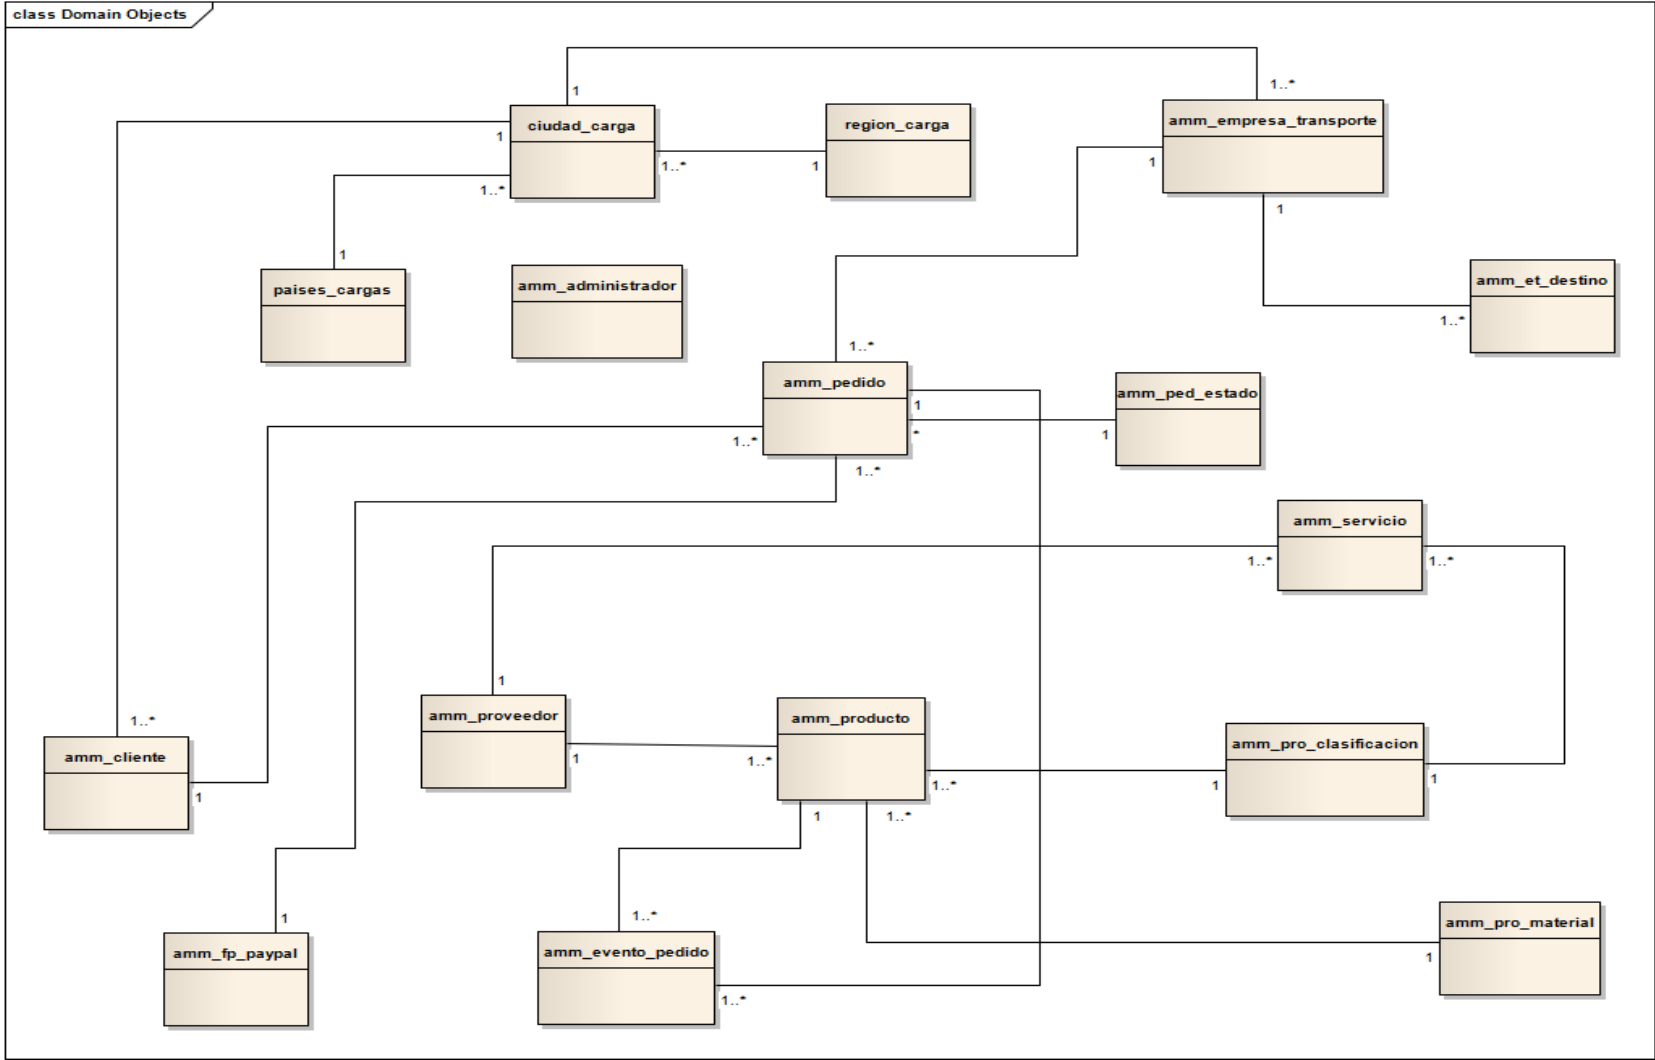 class Domain Objects
1
1..*
ciudad_carga
1
1..*
1..*
region_carga
1
amm_empresa_transporte
1
1
1
paises_cargas
amm_administrador
amm_et_destino
1..*
1..*
amm_pedido
1
*
1..*
1..*
amm_ped_estado
1
amm_servicio
1..*
1..*
1
amm_proveedor
1
amm_producto
1..*
1..*
1
1..*
amm_pro_clasificacion
1
1
1..*
amm_cliente
1
1
amm_fp_paypal
1..*
amm_evento_pedido
1..*
amm_pro_material
1